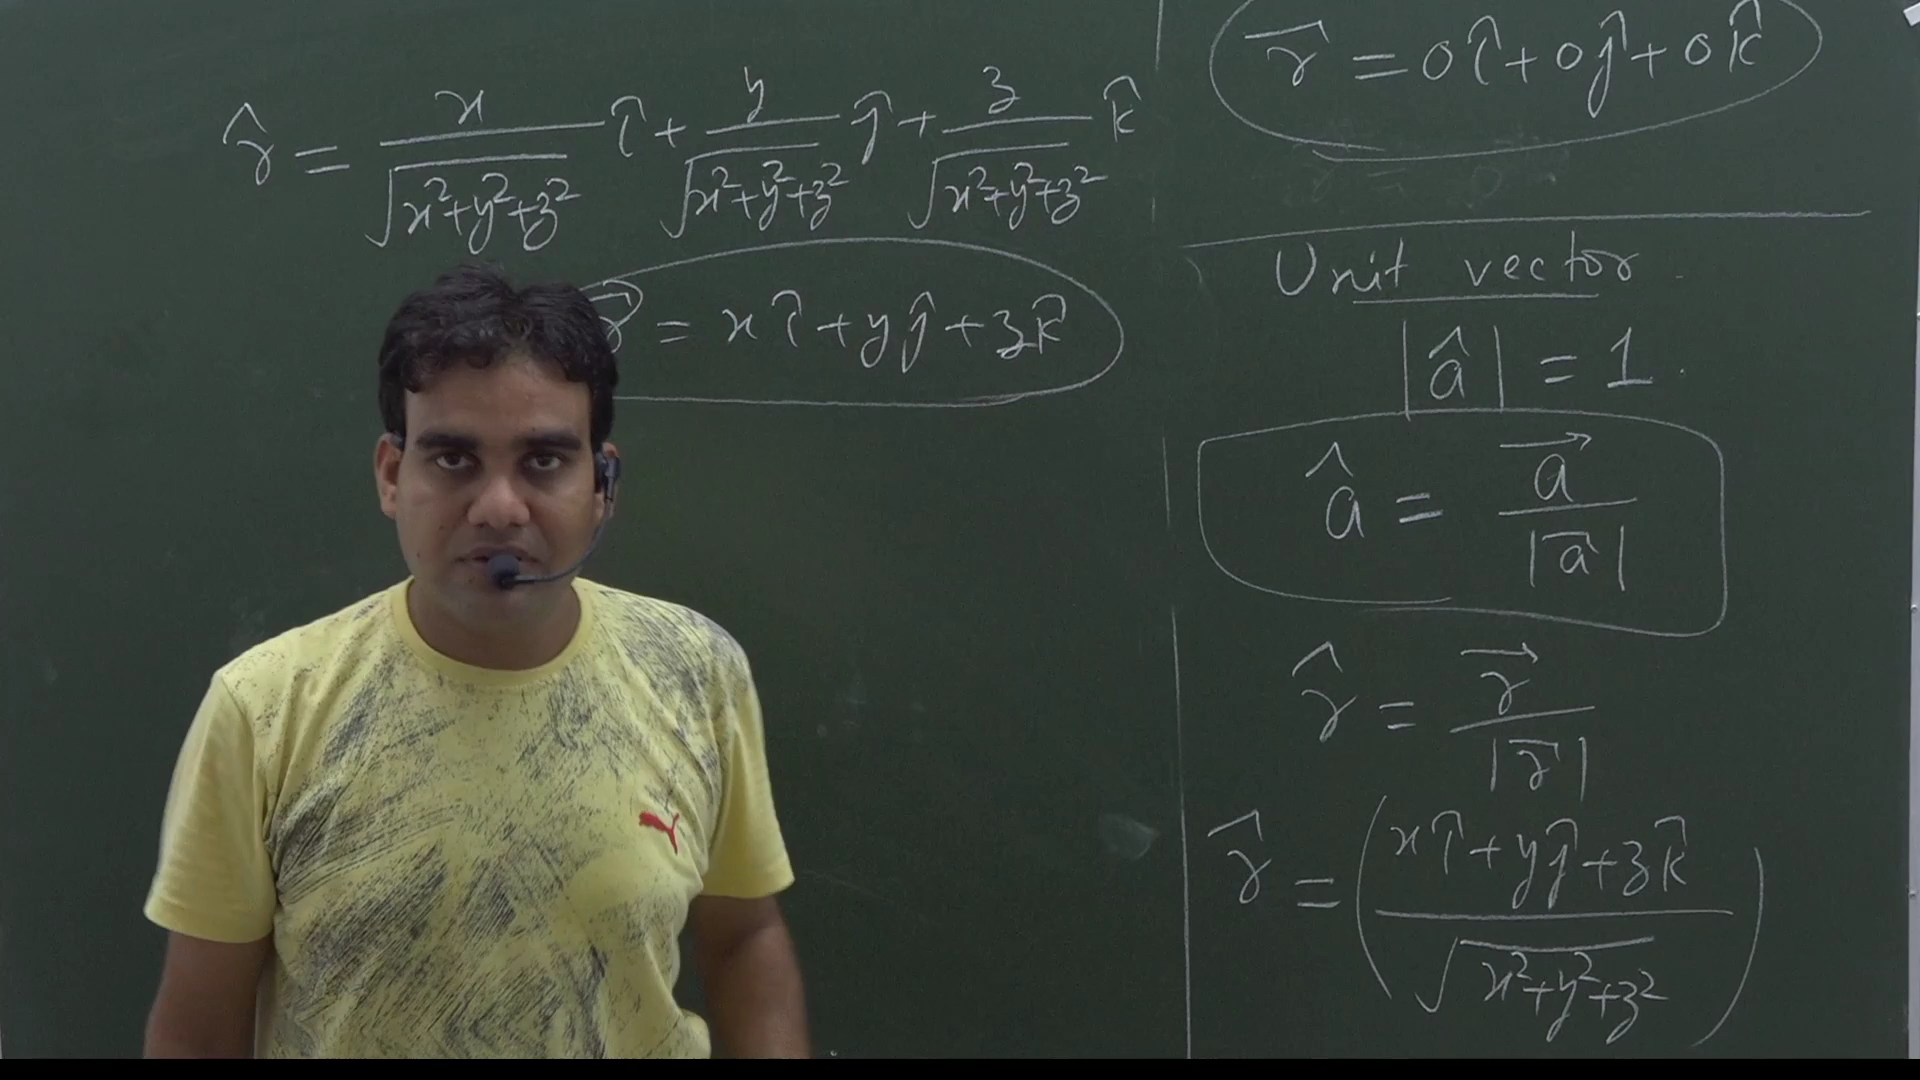 r̂ = x/√(x²+y²+z²) î + y/√(x²+y²+z²) ĵ + z/√(x²+y²+z²) k̂
r⃗ = xî + yĵ + zk̂
r⃗ = 0î + 0ĵ + 0k̂
Unit vector
|â| = 1.
â = a⃗/|a⃗|
r̂ = r⃗/|r⃗|
r̂ = ((xî + yĵ + zk̂)/√(x²+y²+z²))